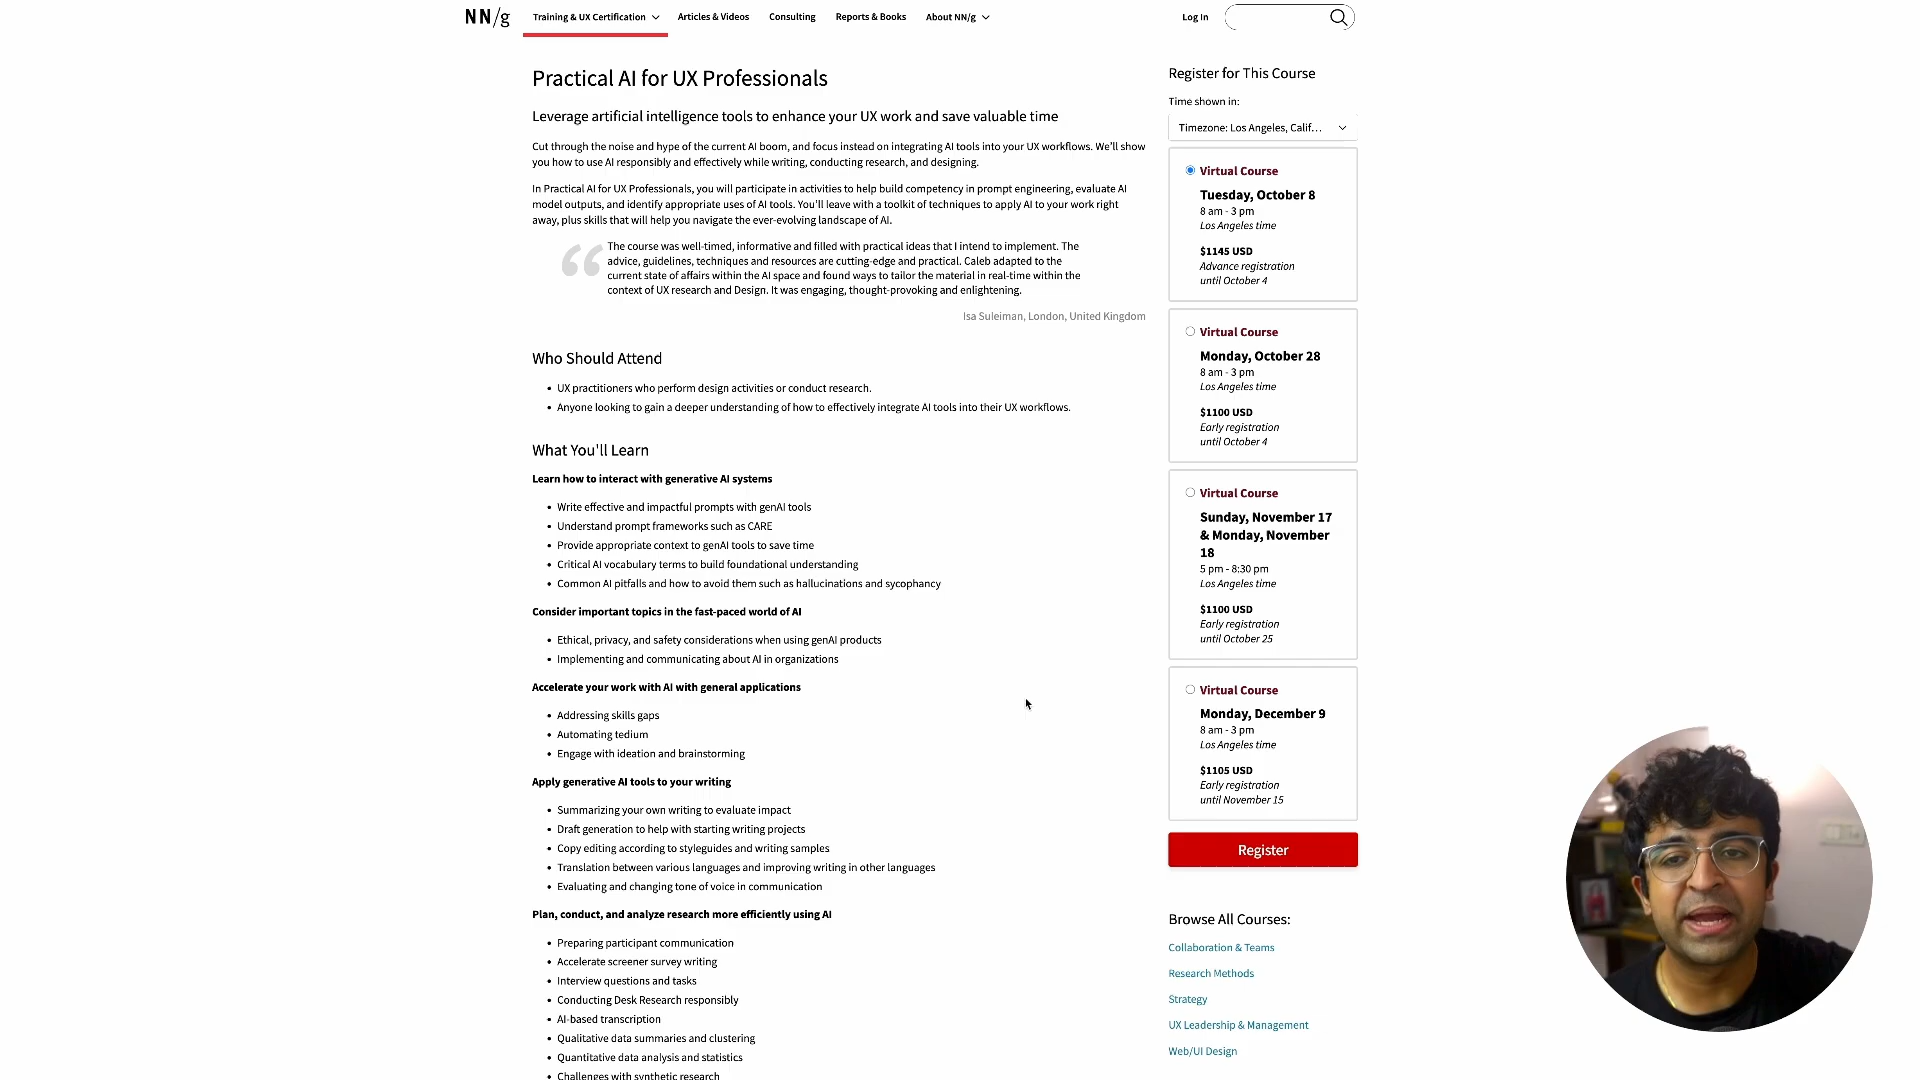 NN/g
Training & UX Certification
Articles & Videos
Consulting
Reports & Books
About NN/g
Log In
Practical AI for UX Professionals
Leverage artificial intelligence tools to enhance your UX work and save valuable time
Cut through the noise and hype of the current AI boom, and focus instead on integrating AI tools into your UX workflows. We'll show
you how to use AI responsibly and effectively while writing, conducting research, and designing.
In Practical AI for UX Professionals, you will participate in activities to help build competency in prompt engineering, evaluate AI
model outputs, and identify appropriate uses of AI tools. You'll leave with a toolkit of techniques to apply AI to your work right
away, plus skills that will help you navigate the ever-evolving landscape of AI.
“
The course was well-timed, informative and filled with practical ideas that I intend to implement. The
advice, guidelines, techniques and resources are cutting-edge and practical. Caleb adapted to the
current state of affairs within the AI space and found ways to tailor the material in real-time within the
context of UX research and Design. It was engaging, thought-provoking and enlightening.
Isa Suleiman, London, United Kingdom
Who Should Attend
• UX practitioners who perform design activities or conduct research.
• Anyone looking to gain a deeper understanding of how to effectively integrate AI tools into their UX workflows.
What You'll Learn
Learn how to interact with generative AI systems
• Write effective and impactful prompts with genAI tools
• Understand prompt frameworks such as CARE
• Provide appropriate context to genAI tools to save time
• Critical AI vocabulary terms to build foundational understanding
• Common AI pitfalls and how to avoid them such as hallucinations and sycophancy
Consider important topics in the fast-paced world of AI
• Ethical, privacy, and safety considerations when using genAI products
• Implementing and communicating about AI in organizations
Accelerate your work with AI with general applications
• Addressing skills gaps
• Automating tedium
• Engage with ideation and brainstorming
Apply generative AI tools to your writing
• Summarizing your own writing to evaluate impact
• Draft generation to help with starting writing projects
• Copy editing according to styleguides and writing samples
• Translation between various languages and improving writing in other languages
• Evaluating and changing tone of voice in communication
Plan, conduct, and analyze research more efficiently using AI
• Preparing participant communication
• Accelerate screener survey writing
• Interview questions and tasks
• Conducting Desk Research responsibly
• AI-based transcription
• Qualitative data summaries and clustering
• Quantitative data analysis and statistics
• Challenges with synthetic research
Register for This Course
Time shown in:
Timezone: Los Angeles, Calif...
Virtual Course
Tuesday, October 8
8 am - 3 pm
Los Angeles time
$1145 USD
Advance registration
until October 4
Virtual Course
Monday, October 28
8 am - 3 pm
Los Angeles time
$1100 USD
Early registration
until October 4
Virtual Course
Sunday, November 17
& Monday, November
18
5 pm - 8:30 pm
Los Angeles time
$1100 USD
Early registration
until October 25
Virtual Course
Monday, December 9
8 am - 3 pm
Los Angeles time
$1105 USD
Early registration
until November 15
Register
Browse All Courses:
Collaboration & Teams
Research Methods
Strategy
UX Leadership & Management
Web/UI Design